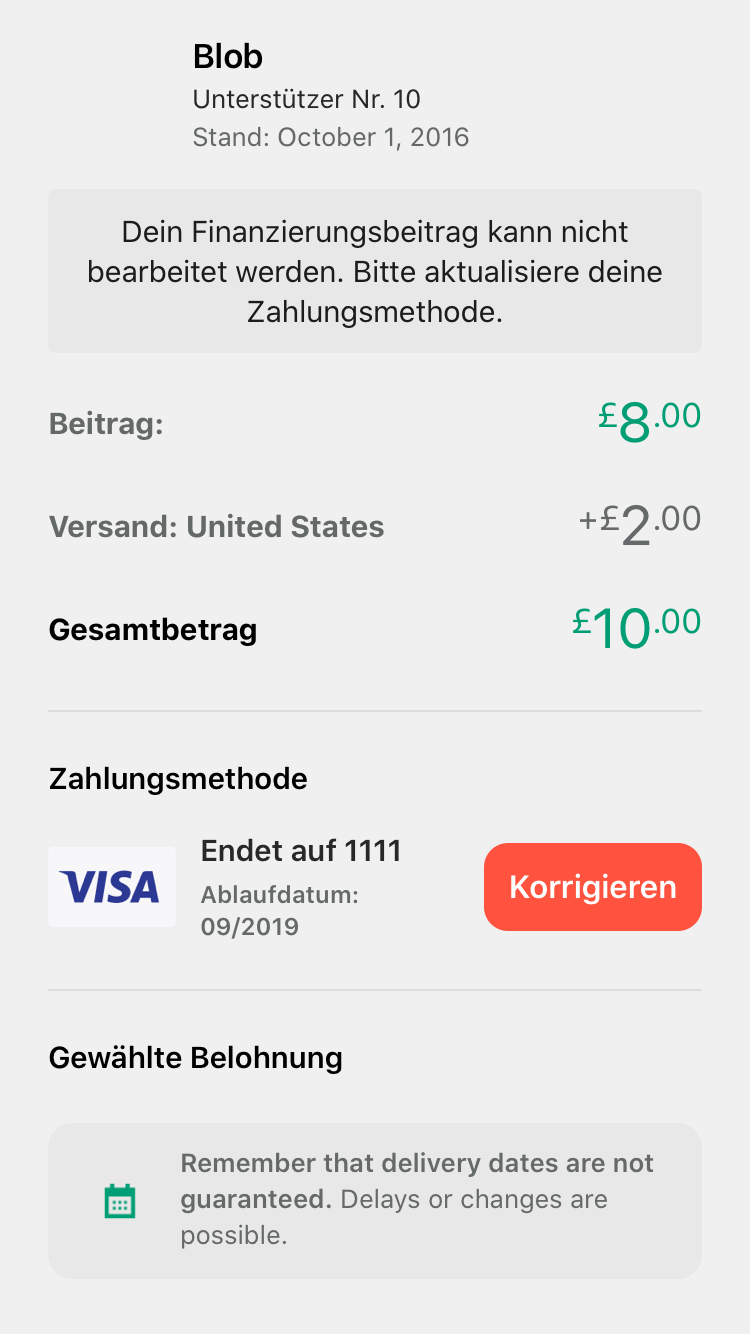 Blob
Unterstützer Nr. 10
Stand: October 1, 2016
Dein Finanzierungsbeitrag kann nicht
bearbeitet werden. Bitte aktualisiere deine
Zahlungsmethode.
Beitrag: £8.00
Versand: United States +£2.00
Gesamtbetrag £10.00
Zahlungsmethode
VISA
Endet auf 1111
Ablaufdatum:
09/2019
Korrigieren
Gewählte Belohnung
Remember that delivery dates are not
guaranteed. Delays or changes are
possible.